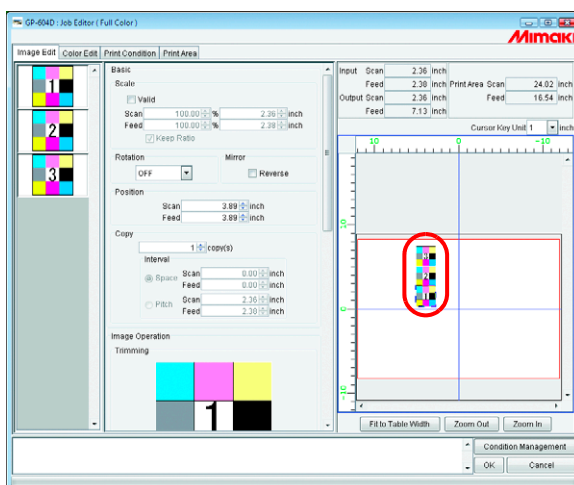 GP-604D : Job Editor ( Full Color )
Mimaki
Image Edit Color Edit Print Condition Print Area
1
2
3
Basic
Scale
Valid
Scan 100.00 % 2.36 inch
Feed 100.00 % 2.38 inch
Keep Ratio
Rotation Mirror
OFF Reverse
Position
Scan 3.89 inch
Feed 3.89 inch
Copy
1 copy(s)
Interval
Space Scan 0.00 inch
Feed 0.00 inch
Pitch Scan 2.36 inch
Feed 2.38 inch
Image Operation
Trimming
1
Input Scan 2.36 inch
Feed 2.38 inch Print Area Scan 24.02 inch
Output Scan 2.36 inch Feed 16.54 inch
Feed 7.13 inch
Cursor Key Unit 1 inch
10 0 -10
10
0
-10
3
2
1
Fit to Table Width Zoom Out Zoom In
Condition Management
OK Cancel